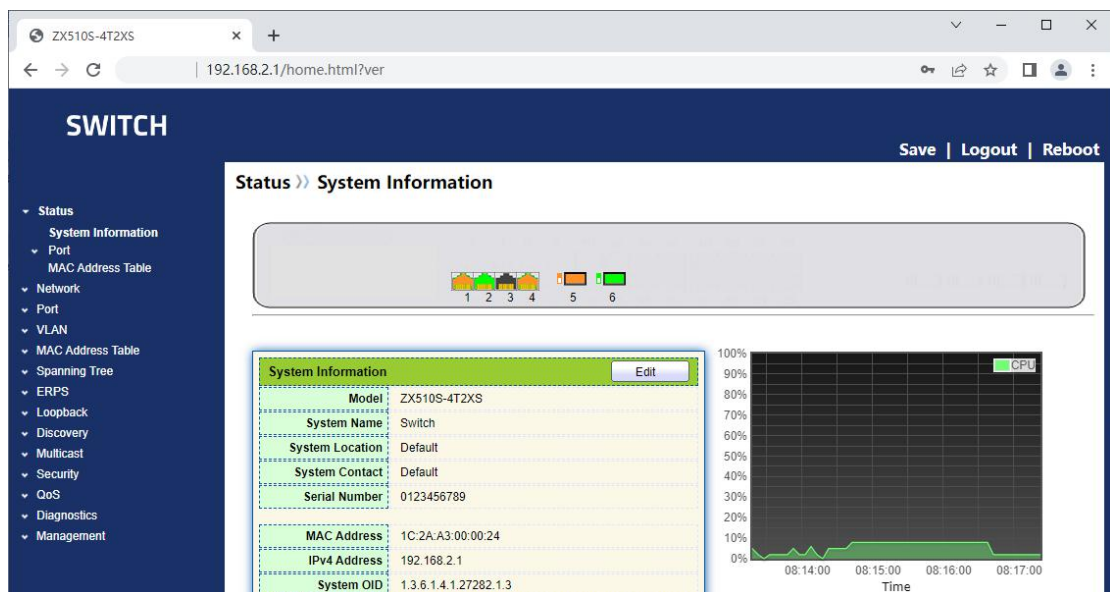 ZX510S-4T2XS
192.168.2.1/home.html?ver
SWITCH
Save | Logout | Reboot
Status 》 System Information
Status
System Information
Port
MAC Address Table
Network
Port
VLAN
MAC Address Table
Spanning Tree
ERPS
Loopback
Discovery
Multicast
Security
QoS
Diagnostics
Management
1 2 3 4 5 6
System Information Edit
Model ZX510S-4T2XS
System Name Switch
System Location Default
System Contact Default
Serial Number 0123456789
MAC Address 1C:2A:A3:00:00:24
IPv4 Address 192.168.2.1
System OID 1.3.6.1.4.1.27282.1.3
CPU
100%
90%
80%
70%
60%
50%
40%
30%
20%
10%
0%
08:14:00 08:15:00 08:16:00 08:17:00
Time